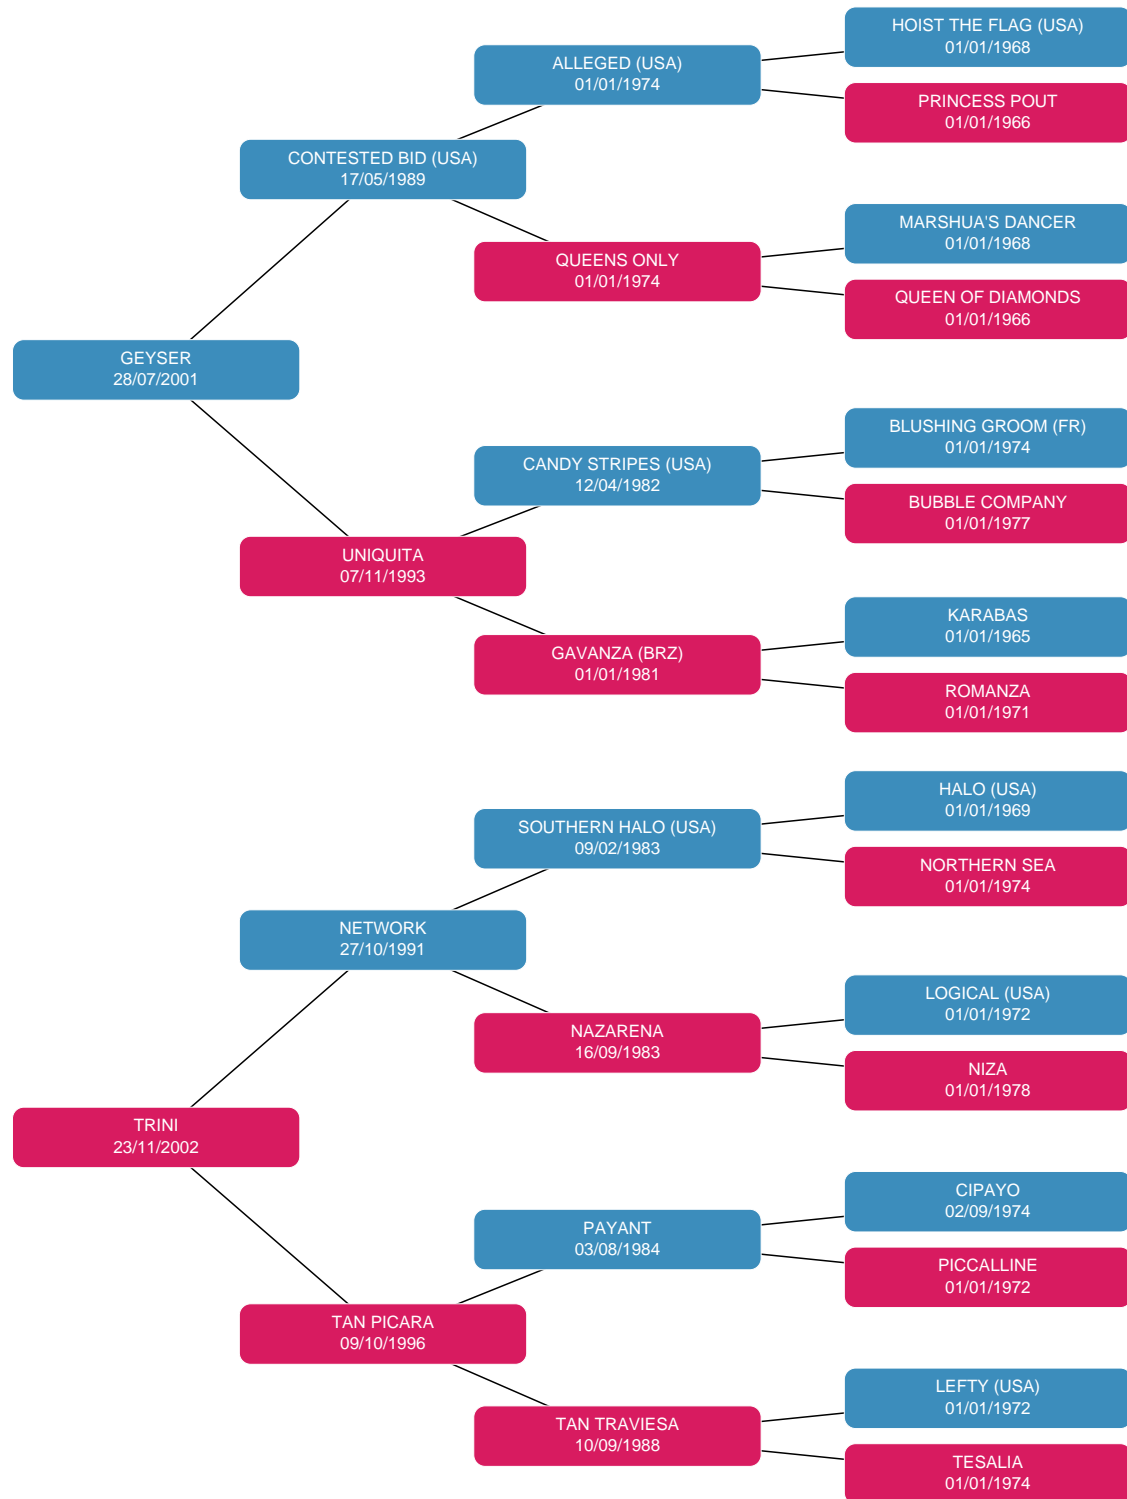 HOIST THE FLAG (USA)
01/01/1968
ALLEGED (USA)
01/01/1974
PRINCESS POUT
01/01/1966
CONTESTED BID (USA)
17/05/1989
MARSHUA'S DANCER
01/01/1968
QUEENS ONLY
01/01/1974
QUEEN OF DIAMONDS
01/01/1966
GEYSER
28/07/2001
BLUSHING GROOM (FR)
01/01/1974
CANDY STRIPES (USA)
12/04/1982
BUBBLE COMPANY
01/01/1977
UNIQUITA
07/11/1993
KARABAS
01/01/1965
GAVANZA (BRZ)
01/01/1981
ROMANZA
01/01/1971
HALO (USA)
01/01/1969
SOUTHERN HALO (USA)
09/02/1983
NORTHERN SEA
01/01/1974
NETWORK
27/10/1991
LOGICAL (USA)
01/01/1972
NAZARENA
16/09/1983
NIZA
01/01/1978
TRINI
23/11/2002
CIPAYO
02/09/1974
PAYANT
03/08/1984
PICCALLINE
01/01/1972
TAN PICARA
09/10/1996
LEFTY (USA)
01/01/1972
TAN TRAVIESA
10/09/1988
TESALIA
01/01/1974